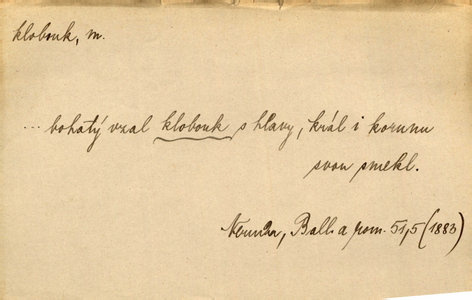 klobouk, m.
... bohatý vzal klobouk s hlavy, král i korunu
svou smekl.
Neruda, Ball. a rom. 51,5 (1883)